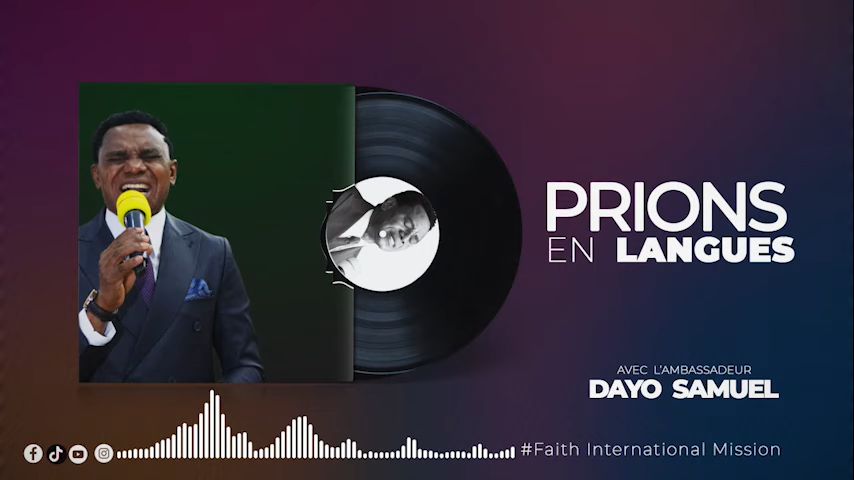 PRIONS
EN LANGUES
AVEC L'AMBASSADEUR
DAYO SAMUEL
#Faith International Mission